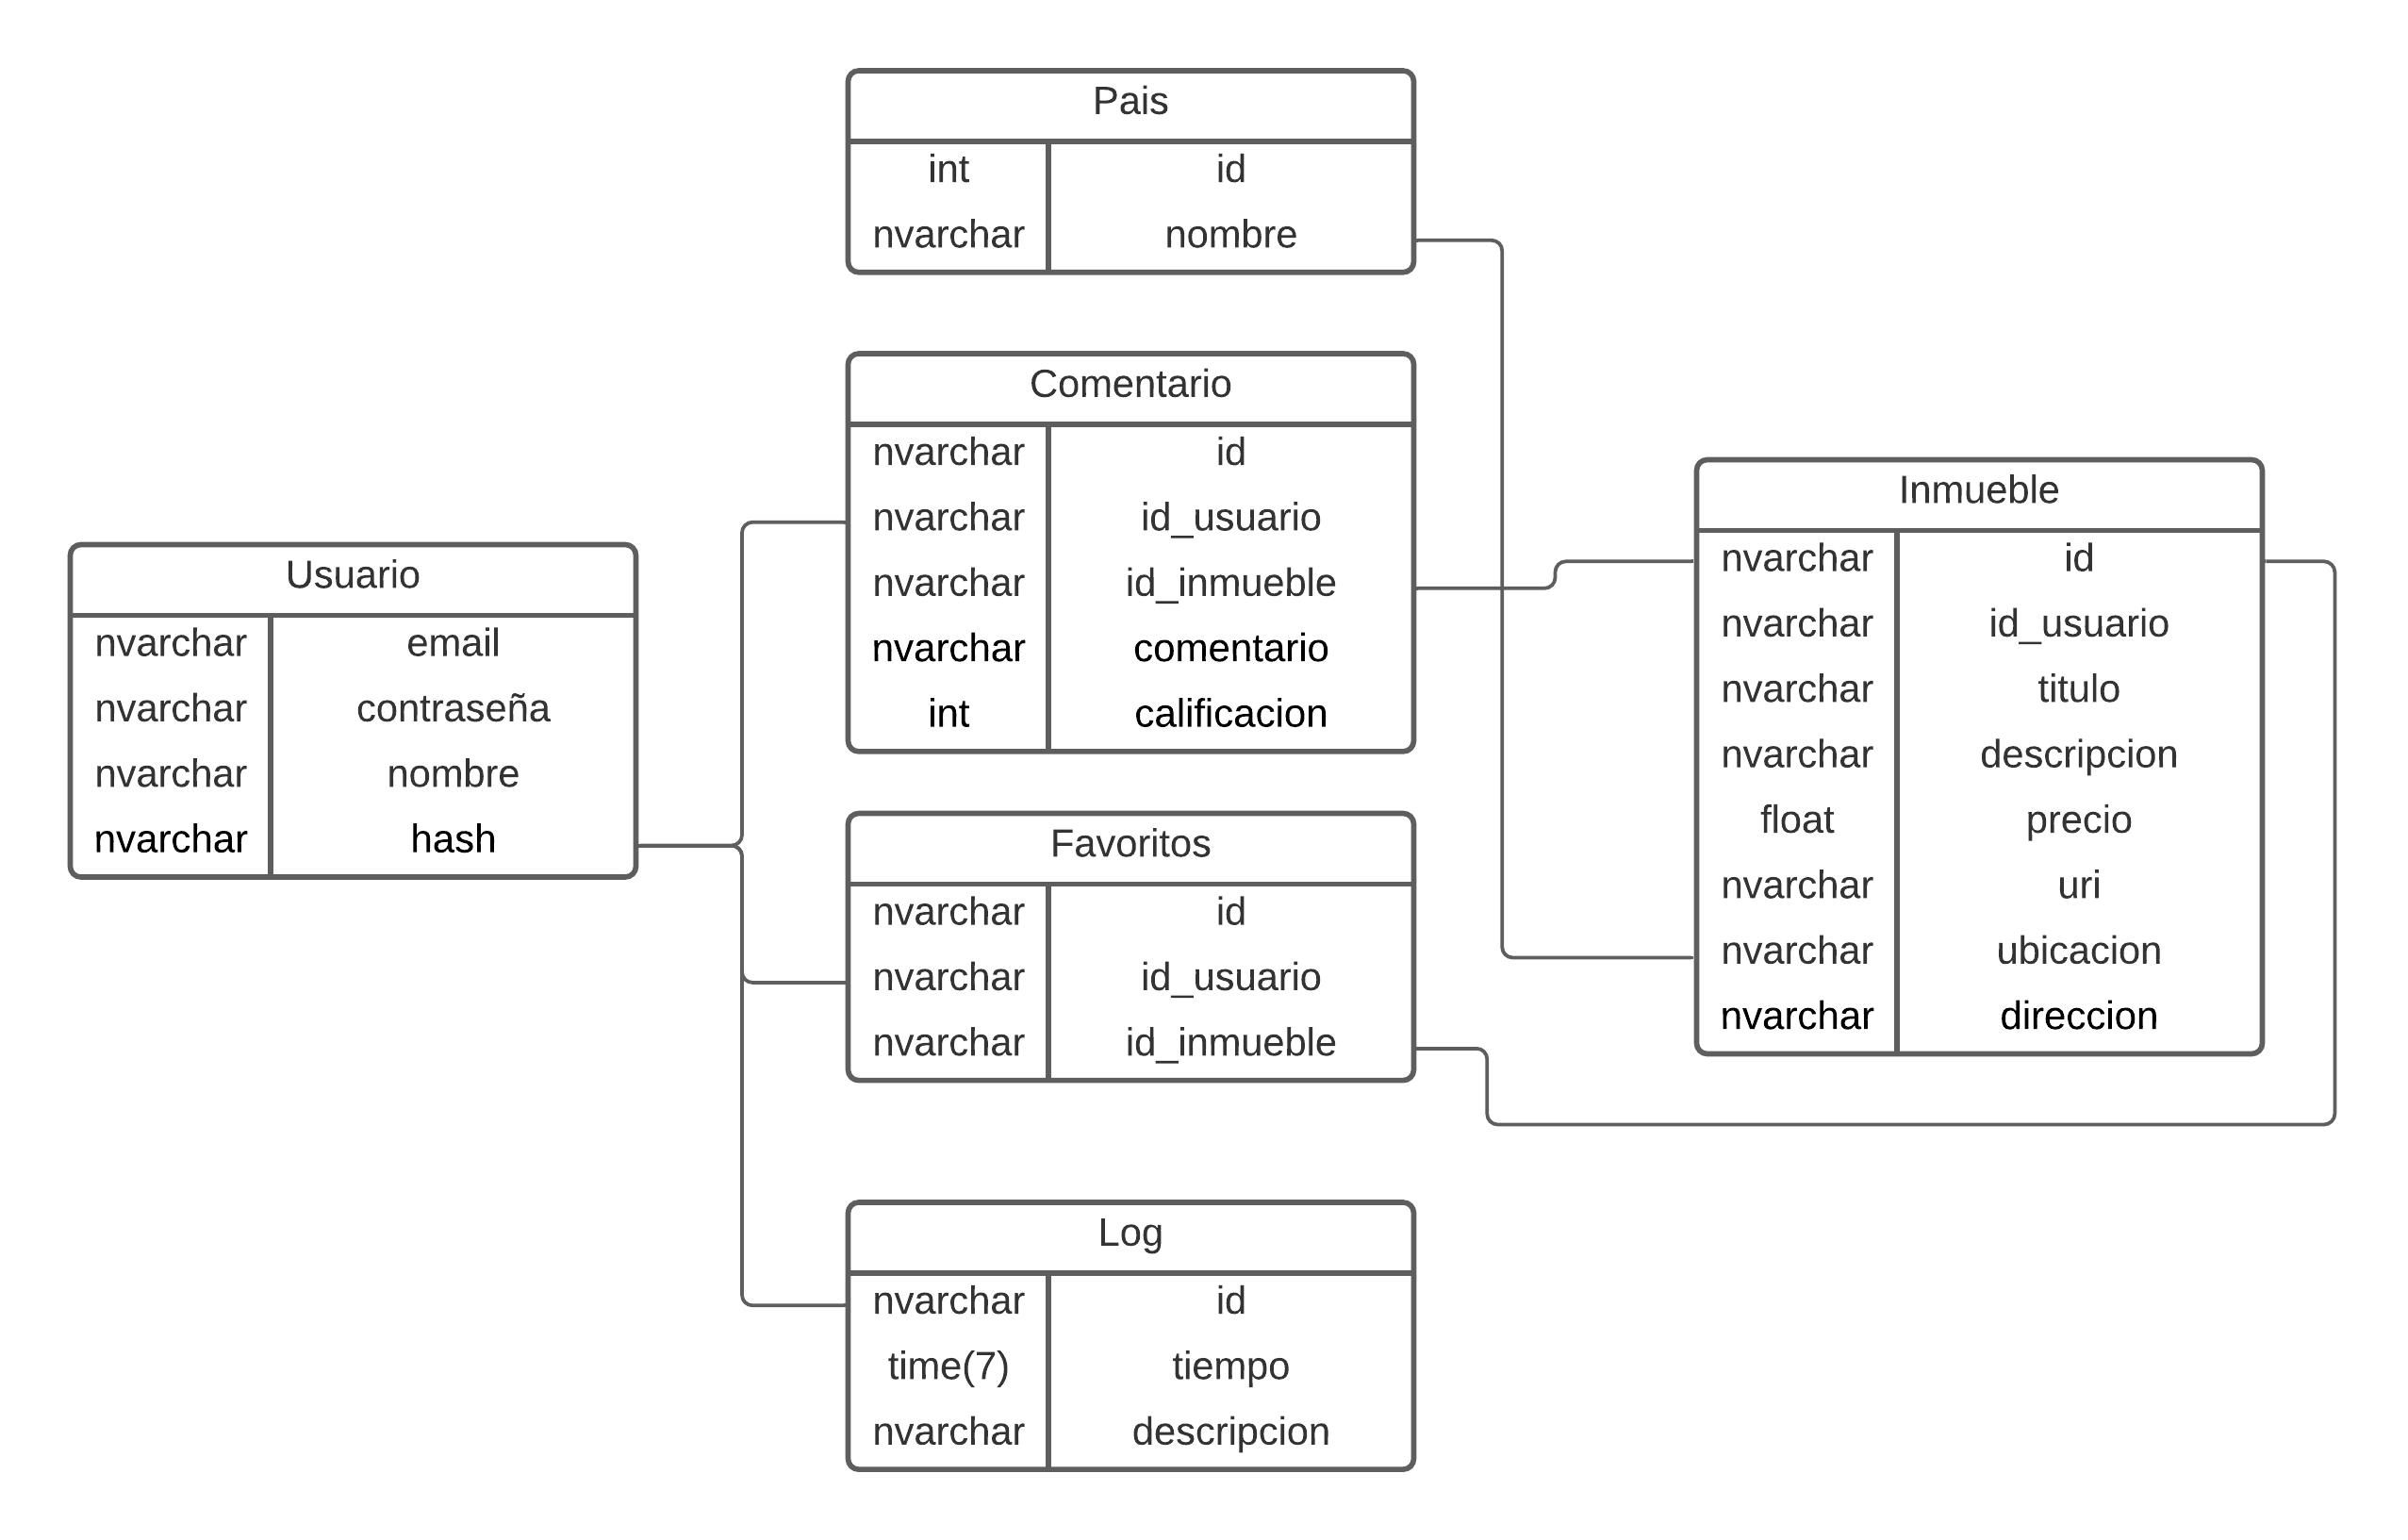 Pais
int id
nvarchar nombre
Comentario
nvarchar id
nvarchar id_usuario
nvarchar id_inmueble
nvarchar comentario
int calificacion
Usuario
nvarchar email
nvarchar contraseña
nvarchar nombre
nvarchar hash
Favoritos
nvarchar id
nvarchar id_usuario
nvarchar id_inmueble
Log
nvarchar id
time(7) tiempo
nvarchar descripcion
Inmueble
nvarchar id
nvarchar id_usuario
nvarchar titulo
nvarchar descripcion
float precio
nvarchar uri
nvarchar ubicacion
nvarchar direccion